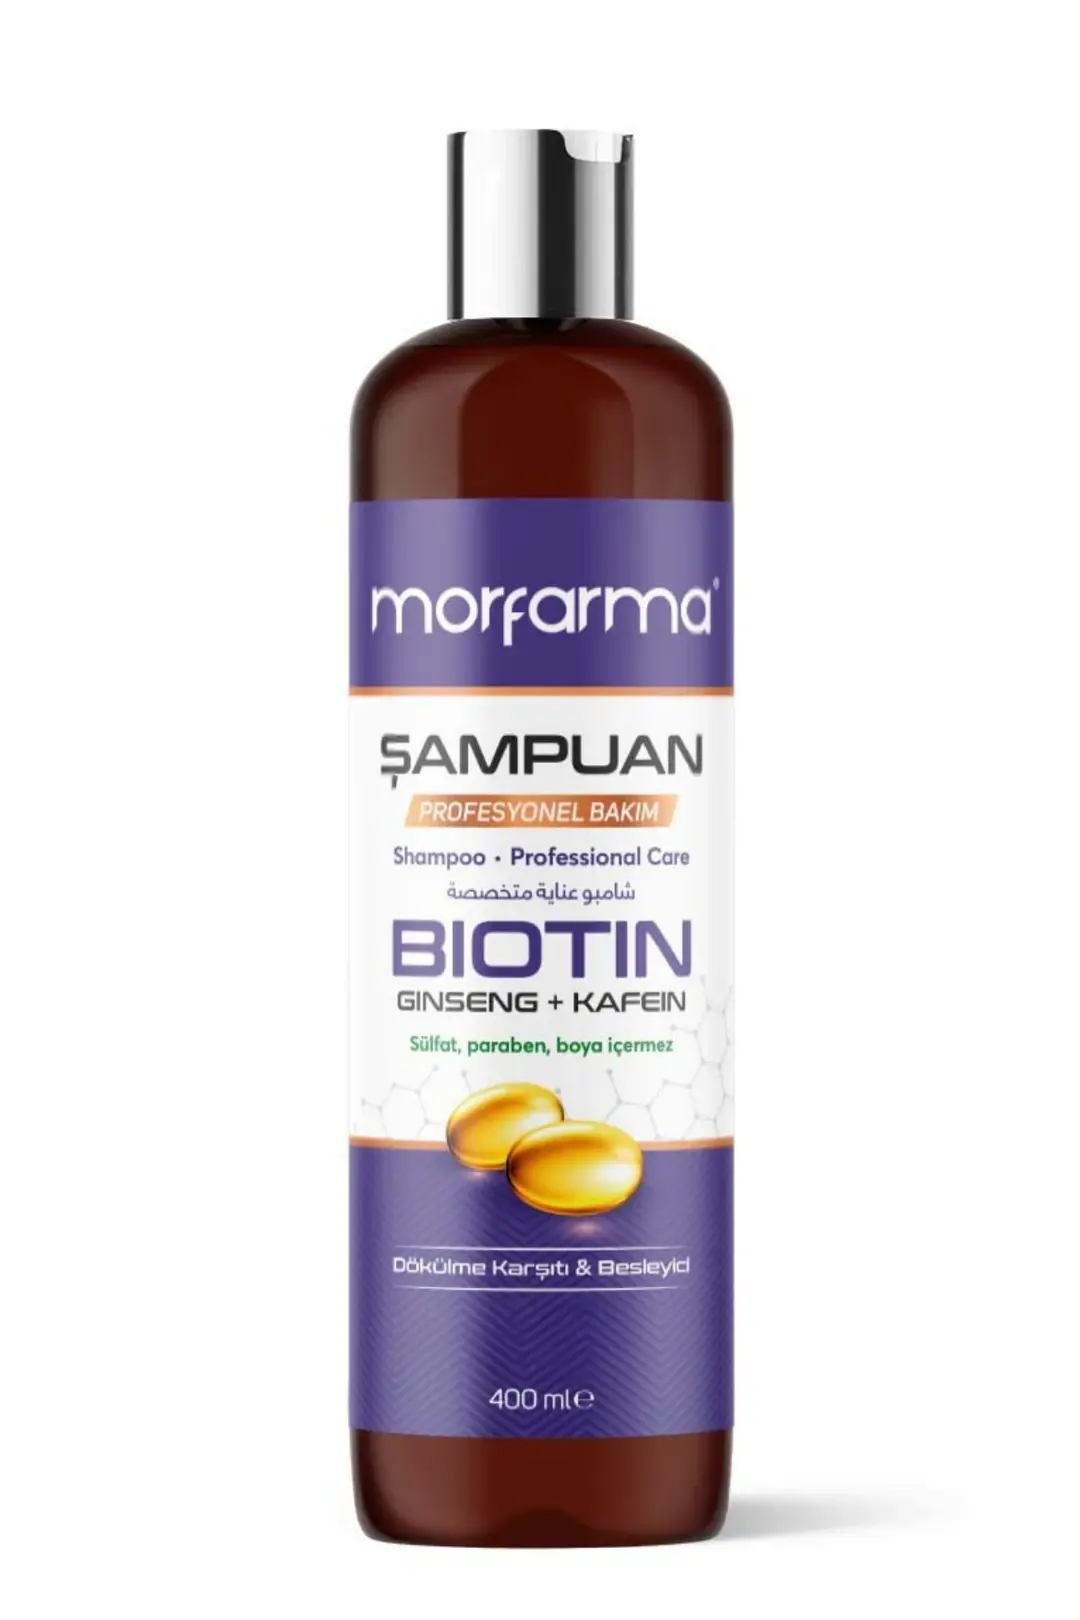 morfarma®
ŞAMPUAN
PROFESYONEL BAKIM
Shampoo • Professional Care
شامبو عناية متخصصة
BIOTIN
GINSENG + KAFEIN
Sülfat, paraben, boya içermez
Dökülme Karşıtı & Besleyici
400 ml℮